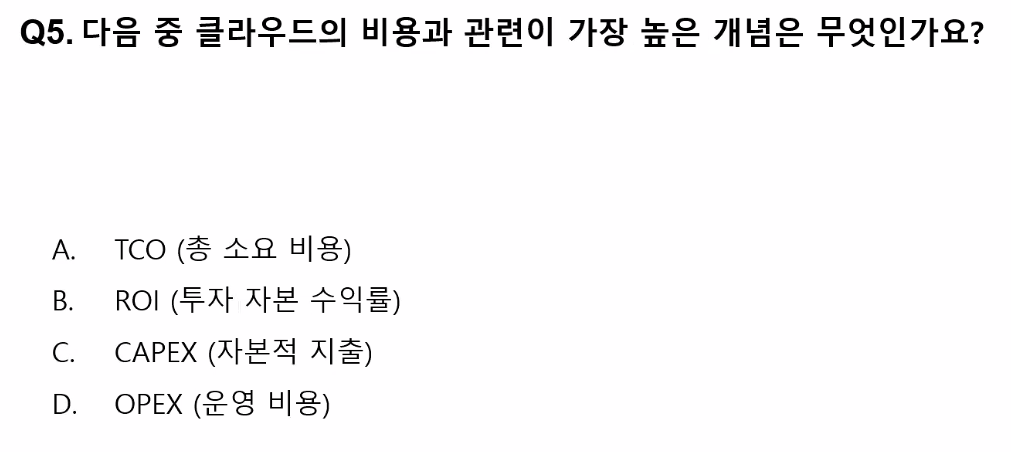 Q5. 다음 중 클라우드의 비용과 관련이 가장 높은 개념은 무엇인가요?
A. TCO (총 소요 비용)
B. ROI (투자 자본 수익률)
C. CAPEX (자본적 지출)
D. OPEX (운영 비용)